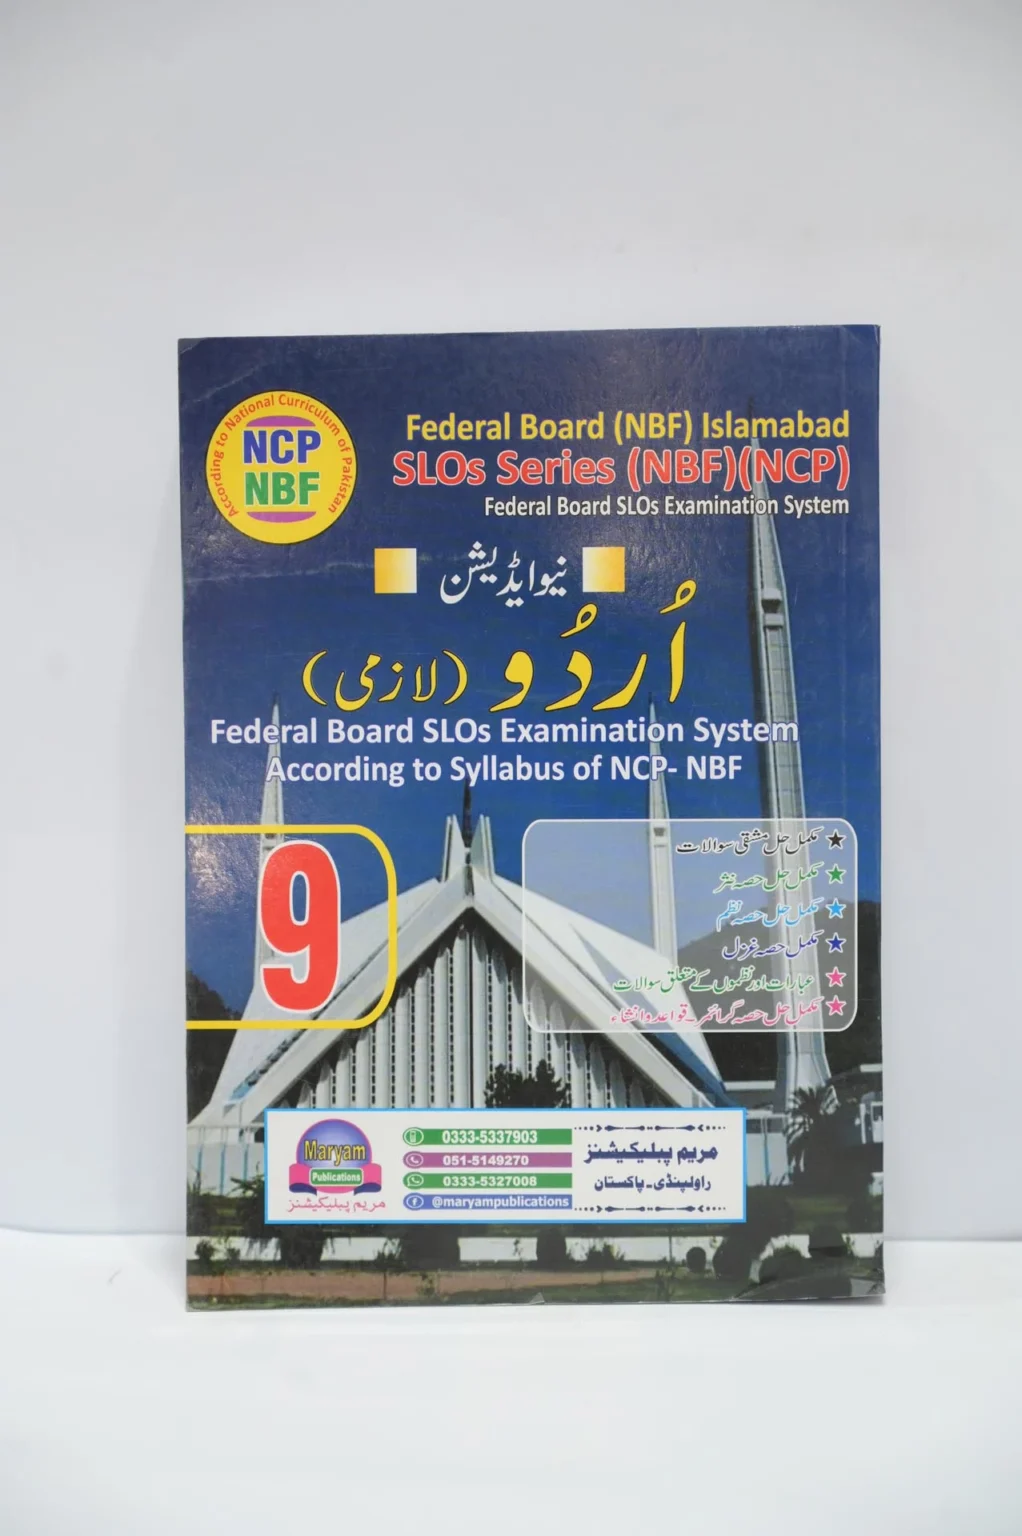 According to National Curriculum of Pakistan
NCP
NBF
Federal Board (NBF) Islamabad
SLOs Series (NBF)(NCP)
Federal Board SLOs Examination System
نیو ایڈیشن
اُردُو (لازمی)
Federal Board SLOs Examination System
According to Syllabus of NCP- NBF
9
مکمل حل مشقی سوالات
مکمل حل حصہ نثر
مکمل حل حصہ نظم
مکمل حصہ غزل
عبارات اور نظموں کے متعلق سوالات
مکمل حل حصہ گرائمر۔ قواعد و انشاء
Maryam
Publications
مریم پبلیکیشنز
0333-5337903
051-5149270
0333-5327008
@maryampublications
مریم پبلیکیشنز
راولپنڈی۔ پاکستان